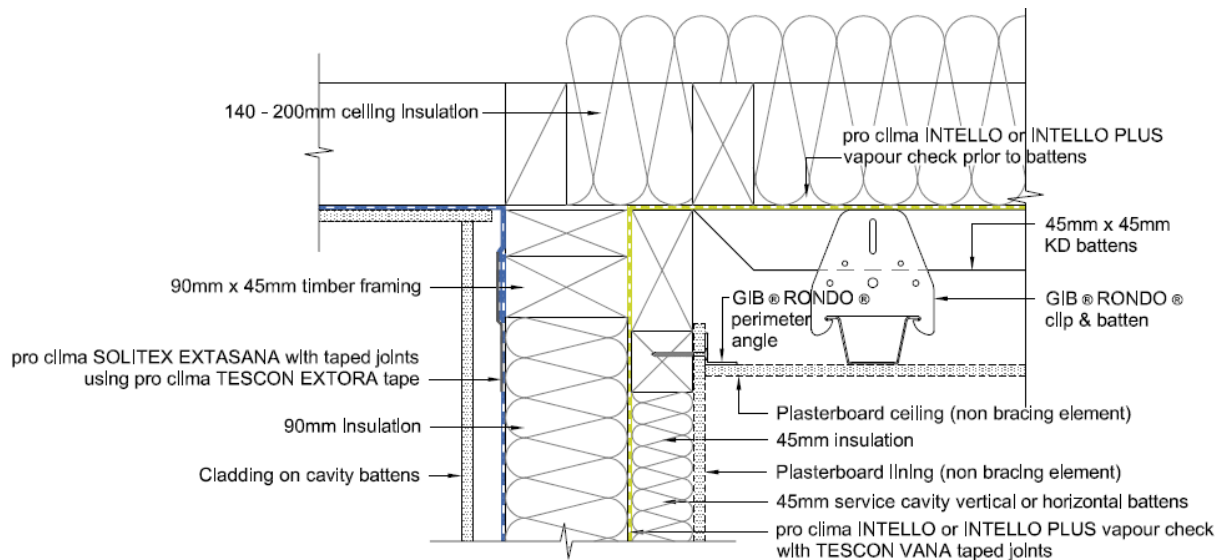 140 - 200mm ceiling insulation
pro clima INTELLO or INTELLO PLUS
vapour check prior to battens
45mm x 45mm
KD battens
90mm x 45mm timber framing
GIB ® RONDO ®
perimeter
angle
GIB ® RONDO ®
clip & batten
pro clima SOLITEX EXTASANA with taped joints
using pro clima TESCON EXTORA tape
Plasterboard ceiling (non bracing element)
90mm Insulation
45mm insulation
Cladding on cavity battens
Plasterboard lining (non bracing element)
45mm service cavity vertical or horizontal battens
pro clima INTELLO or INTELLO PLUS vapour check
with TESCON VANA taped joints